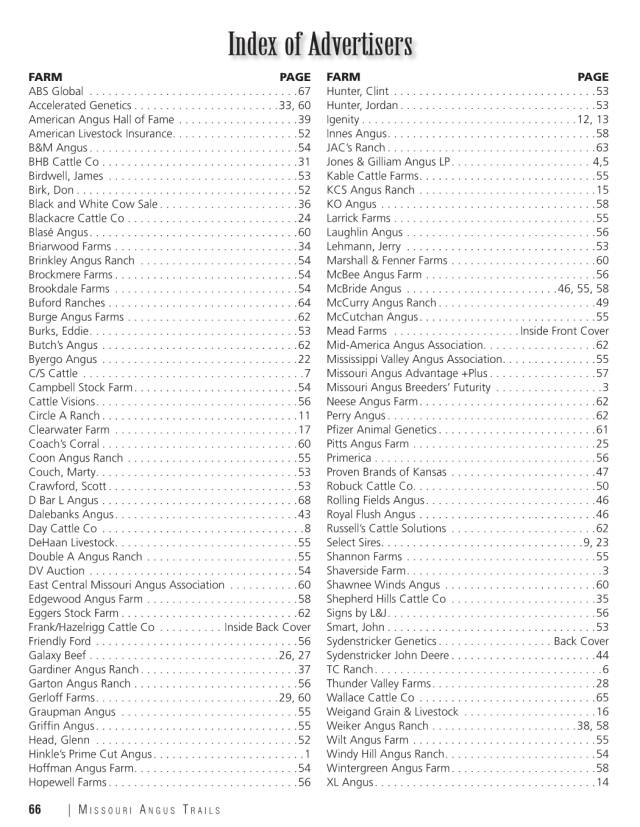 Index of Advertisers
FARM PAGE
ABS Global . . . . . . . . . . . . . . . . . . . . . . . . . . . . . . . . .67
Accelerated Genetics . . . . . . . . . . . . . . . . . . . . . . .33, 60
American Angus Hall of Fame . . . . . . . . . . . . . . . . . . .39
American Livestock Insurance. . . . . . . . . . . . . . . . . . . .52
B&M Angus . . . . . . . . . . . . . . . . . . . . . . . . . . . . . . . . .54
BHB Cattle Co . . . . . . . . . . . . . . . . . . . . . . . . . . . . . . .31
Birdwell, James . . . . . . . . . . . . . . . . . . . . . . . . . . . . . .53
Birk, Don . . . . . . . . . . . . . . . . . . . . . . . . . . . . . . . . . . .52
Black and White Cow Sale . . . . . . . . . . . . . . . . . . . . . .36
Blackacre Cattle Co . . . . . . . . . . . . . . . . . . . . . . . . . . .24
Blasé Angus. . . . . . . . . . . . . . . . . . . . . . . . . . . . . . . . .60
Briarwood Farms . . . . . . . . . . . . . . . . . . . . . . . . . . . . .34
Brinkley Angus Ranch . . . . . . . . . . . . . . . . . . . . . . . . .54
Brockmere Farms . . . . . . . . . . . . . . . . . . . . . . . . . . . . .54
Brookdale Farms . . . . . . . . . . . . . . . . . . . . . . . . . . . . .54
Buford Ranches . . . . . . . . . . . . . . . . . . . . . . . . . . . . . .64
Burge Angus Farms . . . . . . . . . . . . . . . . . . . . . . . . . . .62
Burks, Eddie. . . . . . . . . . . . . . . . . . . . . . . . . . . . . . . . .53
Butch's Angus . . . . . . . . . . . . . . . . . . . . . . . . . . . . . . .62
Byergo Angus . . . . . . . . . . . . . . . . . . . . . . . . . . . . . . .22
C/S Cattle . . . . . . . . . . . . . . . . . . . . . . . . . . . . . . . . . . .7
Campbell Stock Farm . . . . . . . . . . . . . . . . . . . . . . . . . .54
Cattle Visions. . . . . . . . . . . . . . . . . . . . . . . . . . . . . . . .56
Circle A Ranch . . . . . . . . . . . . . . . . . . . . . . . . . . . . . . .11
Clearwater Farm . . . . . . . . . . . . . . . . . . . . . . . . . . . . .17
Coach's Corral . . . . . . . . . . . . . . . . . . . . . . . . . . . . . . .60
Coon Angus Ranch . . . . . . . . . . . . . . . . . . . . . . . . . . .55
Couch, Marty. . . . . . . . . . . . . . . . . . . . . . . . . . . . . . . .53
Crawford, Scott . . . . . . . . . . . . . . . . . . . . . . . . . . . . . .53
D Bar L Angus . . . . . . . . . . . . . . . . . . . . . . . . . . . . . . .68
Dalebanks Angus. . . . . . . . . . . . . . . . . . . . . . . . . . . . .43
Day Cattle Co . . . . . . . . . . . . . . . . . . . . . . . . . . . . . . . .8
DeHaan Livestock. . . . . . . . . . . . . . . . . . . . . . . . . . . . .55
Double A Angus Ranch . . . . . . . . . . . . . . . . . . . . . . . .55
DV Auction . . . . . . . . . . . . . . . . . . . . . . . . . . . . . . . . .54
East Central Missouri Angus Association . . . . . . . . . . .60
Edgewood Angus Farm . . . . . . . . . . . . . . . . . . . . . . . .58
Eggers Stock Farm . . . . . . . . . . . . . . . . . . . . . . . . . . . .62
Frank/Hazelrigg Cattle Co . . . . . . . . . . Inside Back Cover
Friendly Ford . . . . . . . . . . . . . . . . . . . . . . . . . . . . . . . .56
Galaxy Beef . . . . . . . . . . . . . . . . . . . . . . . . . . . . . .26, 27
Gardiner Angus Ranch . . . . . . . . . . . . . . . . . . . . . . . . .37
Garton Angus Ranch . . . . . . . . . . . . . . . . . . . . . . . . . .56
Gerloff Farms . . . . . . . . . . . . . . . . . . . . . . . . . . . . .29, 60
Graupman Angus . . . . . . . . . . . . . . . . . . . . . . . . . . . .55
Griffin Angus . . . . . . . . . . . . . . . . . . . . . . . . . . . . . . . .55
Head, Glenn . . . . . . . . . . . . . . . . . . . . . . . . . . . . . . . .52
Hinkle's Prime Cut Angus . . . . . . . . . . . . . . . . . . . . . . . .1
Hoffman Angus Farm. . . . . . . . . . . . . . . . . . . . . . . . . .54
Hopewell Farms . . . . . . . . . . . . . . . . . . . . . . . . . . . . . .56
FARM PAGE
Hunter, Clint . . . . . . . . . . . . . . . . . . . . . . . . . . . . . . . .53
Hunter, Jordan . . . . . . . . . . . . . . . . . . . . . . . . . . . . . . .53
Igenity . . . . . . . . . . . . . . . . . . . . . . . . . . . . . . . . . .12, 13
Innes Angus. . . . . . . . . . . . . . . . . . . . . . . . . . . . . . . . .58
JAC's Ranch . . . . . . . . . . . . . . . . . . . . . . . . . . . . . . . . .63
Jones & Gilliam Angus LP . . . . . . . . . . . . . . . . . . . . . . 4,5
Kable Cattle Farms. . . . . . . . . . . . . . . . . . . . . . . . . . . .55
KCS Angus Ranch . . . . . . . . . . . . . . . . . . . . . . . . . . . .15
KO Angus . . . . . . . . . . . . . . . . . . . . . . . . . . . . . . . . . .58
Larrick Farms . . . . . . . . . . . . . . . . . . . . . . . . . . . . . . . .55
Laughlin Angus . . . . . . . . . . . . . . . . . . . . . . . . . . . . . .56
Lehmann, Jerry . . . . . . . . . . . . . . . . . . . . . . . . . . . . . .53
Marshall & Fenner Farms . . . . . . . . . . . . . . . . . . . . . . .60
McBee Angus Farm . . . . . . . . . . . . . . . . . . . . . . . . . . .56
McBride Angus . . . . . . . . . . . . . . . . . . . . . . . .46, 55, 58
McCurry Angus Ranch . . . . . . . . . . . . . . . . . . . . . . . . .49
McCutchan Angus. . . . . . . . . . . . . . . . . . . . . . . . . . . .55
Mead Farms . . . . . . . . . . . . . . . . . . . . Inside Front Cover
Mid-America Angus Association. . . . . . . . . . . . . . . . . .62
Mississippi Valley Angus Association. . . . . . . . . . . . . . .55
Missouri Angus Advantage +Plus . . . . . . . . . . . . . . . . .57
Missouri Angus Breeders' Futurity . . . . . . . . . . . . . . . . .3
Neese Angus Farm . . . . . . . . . . . . . . . . . . . . . . . . . . . .62
Perry Angus . . . . . . . . . . . . . . . . . . . . . . . . . . . . . . . . .62
Pfizer Animal Genetics . . . . . . . . . . . . . . . . . . . . . . . . .61
Pitts Angus Farm . . . . . . . . . . . . . . . . . . . . . . . . . . . . .25
Primerica . . . . . . . . . . . . . . . . . . . . . . . . . . . . . . . . . . .56
Proven Brands of Kansas . . . . . . . . . . . . . . . . . . . . . . .47
Robuck Cattle Co. . . . . . . . . . . . . . . . . . . . . . . . . . . . .50
Rolling Fields Angus. . . . . . . . . . . . . . . . . . . . . . . . . . .46
Royal Flush Angus . . . . . . . . . . . . . . . . . . . . . . . . . . . .46
Russell's Cattle Solutions . . . . . . . . . . . . . . . . . . . . . . .62
Select Sires. . . . . . . . . . . . . . . . . . . . . . . . . . . . . . . .9, 23
Shannon Farms . . . . . . . . . . . . . . . . . . . . . . . . . . . . . .55
Shaverside Farm. . . . . . . . . . . . . . . . . . . . . . . . . . . . . . .3
Shawnee Winds Angus . . . . . . . . . . . . . . . . . . . . . . . .60
Shepherd Hills Cattle Co . . . . . . . . . . . . . . . . . . . . . . .35
Signs by L&J. . . . . . . . . . . . . . . . . . . . . . . . . . . . . . . . .56
Smart, John . . . . . . . . . . . . . . . . . . . . . . . . . . . . . . . . .53
Sydenstricker Genetics . . . . . . . . . . . . . . . . . . Back Cover
Sydenstricker John Deere . . . . . . . . . . . . . . . . . . . . . . .44
TC Ranch. . . . . . . . . . . . . . . . . . . . . . . . . . . . . . . . . . . .6
Thunder Valley Farms . . . . . . . . . . . . . . . . . . . . . . . . . .28
Wallace Cattle Co . . . . . . . . . . . . . . . . . . . . . . . . . . . .65
Weigand Grain & Livestock . . . . . . . . . . . . . . . . . . . . .16
Weiker Angus Ranch . . . . . . . . . . . . . . . . . . . . . . .38, 58
Wilt Angus Farm . . . . . . . . . . . . . . . . . . . . . . . . . . . . .55
Windy Hill Angus Ranch. . . . . . . . . . . . . . . . . . . . . . . .54
Wintergreen Angus Farm . . . . . . . . . . . . . . . . . . . . . . .58
XL Angus . . . . . . . . . . . . . . . . . . . . . . . . . . . . . . . . . . .14
66 | MISSOURI ANGUS TRAILS